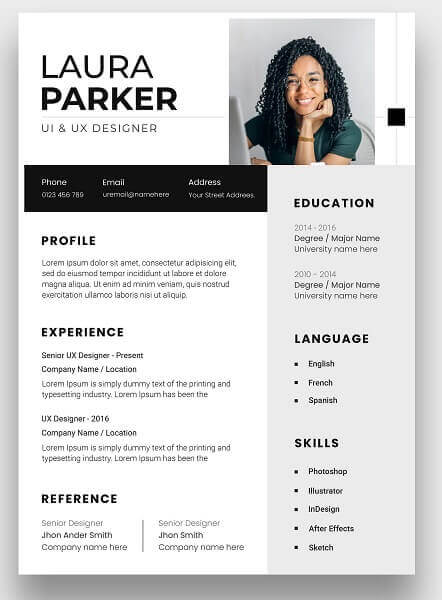 LAURA
PARKER
UI & UX DESIGNER
Phone
0123 456 789
Email
uremail@namehere
Address
Your Street Addrees.
PROFILE
Lorem ipsum dolor sit amet, consectetur adipiscing
elit, sed do eiusmod tempor incididunt ut labore et dolore
magna aliqua. Ut enim ad minim veniam, quis nostrud
exercitation ullamco laboris nisi ut aliquip.
EXPERIENCE
Senior UX Designer - Present
Company Name / Location
Lorem Ipsum is simply dummy text of the printing and
typesetting industry. Lorem Ipsum has been
UX Designer - 2016
Company Name / Location
Lorem Ipsum is simply dummy text of the printing and
typesetting industry. Lorem Ipsum has been
REFERENCE
Senior Designer
Jhon Ander Smith
Company name here
Senior Designer
Jhon Smith
Company name here
EDUCATION
2014 - 2016
Degree / Major Name
University name here
2010 - 2014
Degree / Major Name
University name here
LANGUAGE
English
French
Spanish
SKILLS
Photoshop
Illustrator
InDesign
After Effects
Sketch